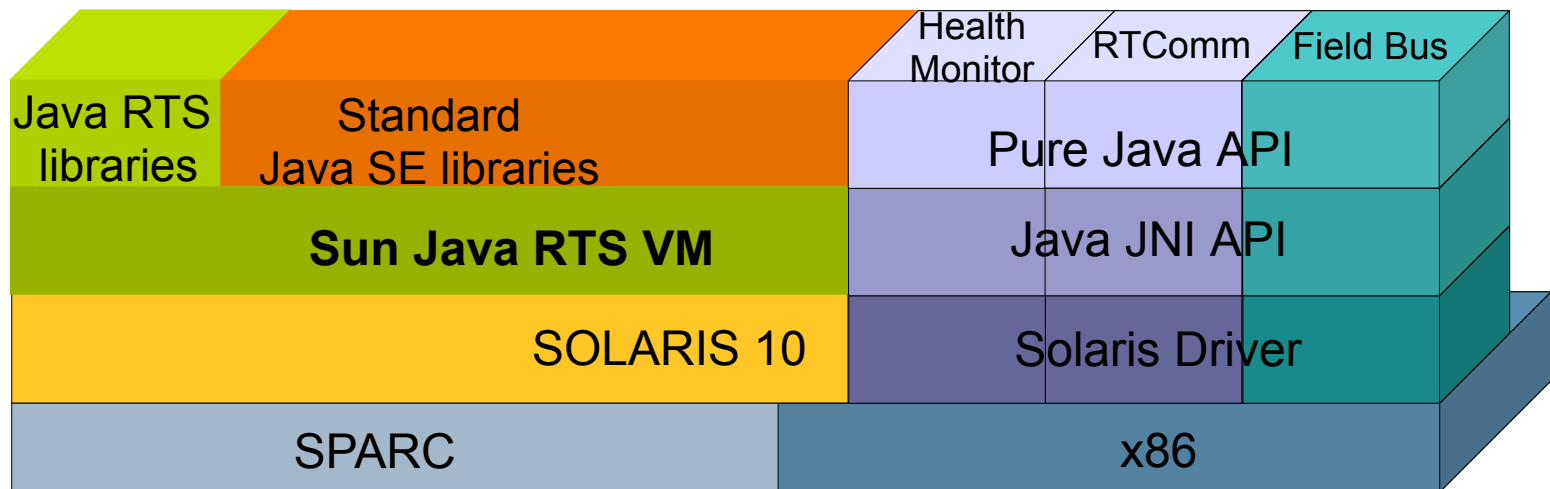 Health
Monitor
RTComm
Field Bus
Java RTS
libraries
Standard
Java SE libraries
Pure Java API
Sun Java RTS VM
Java JNI API
SOLARIS 10
Solaris Driver
SPARC
x86